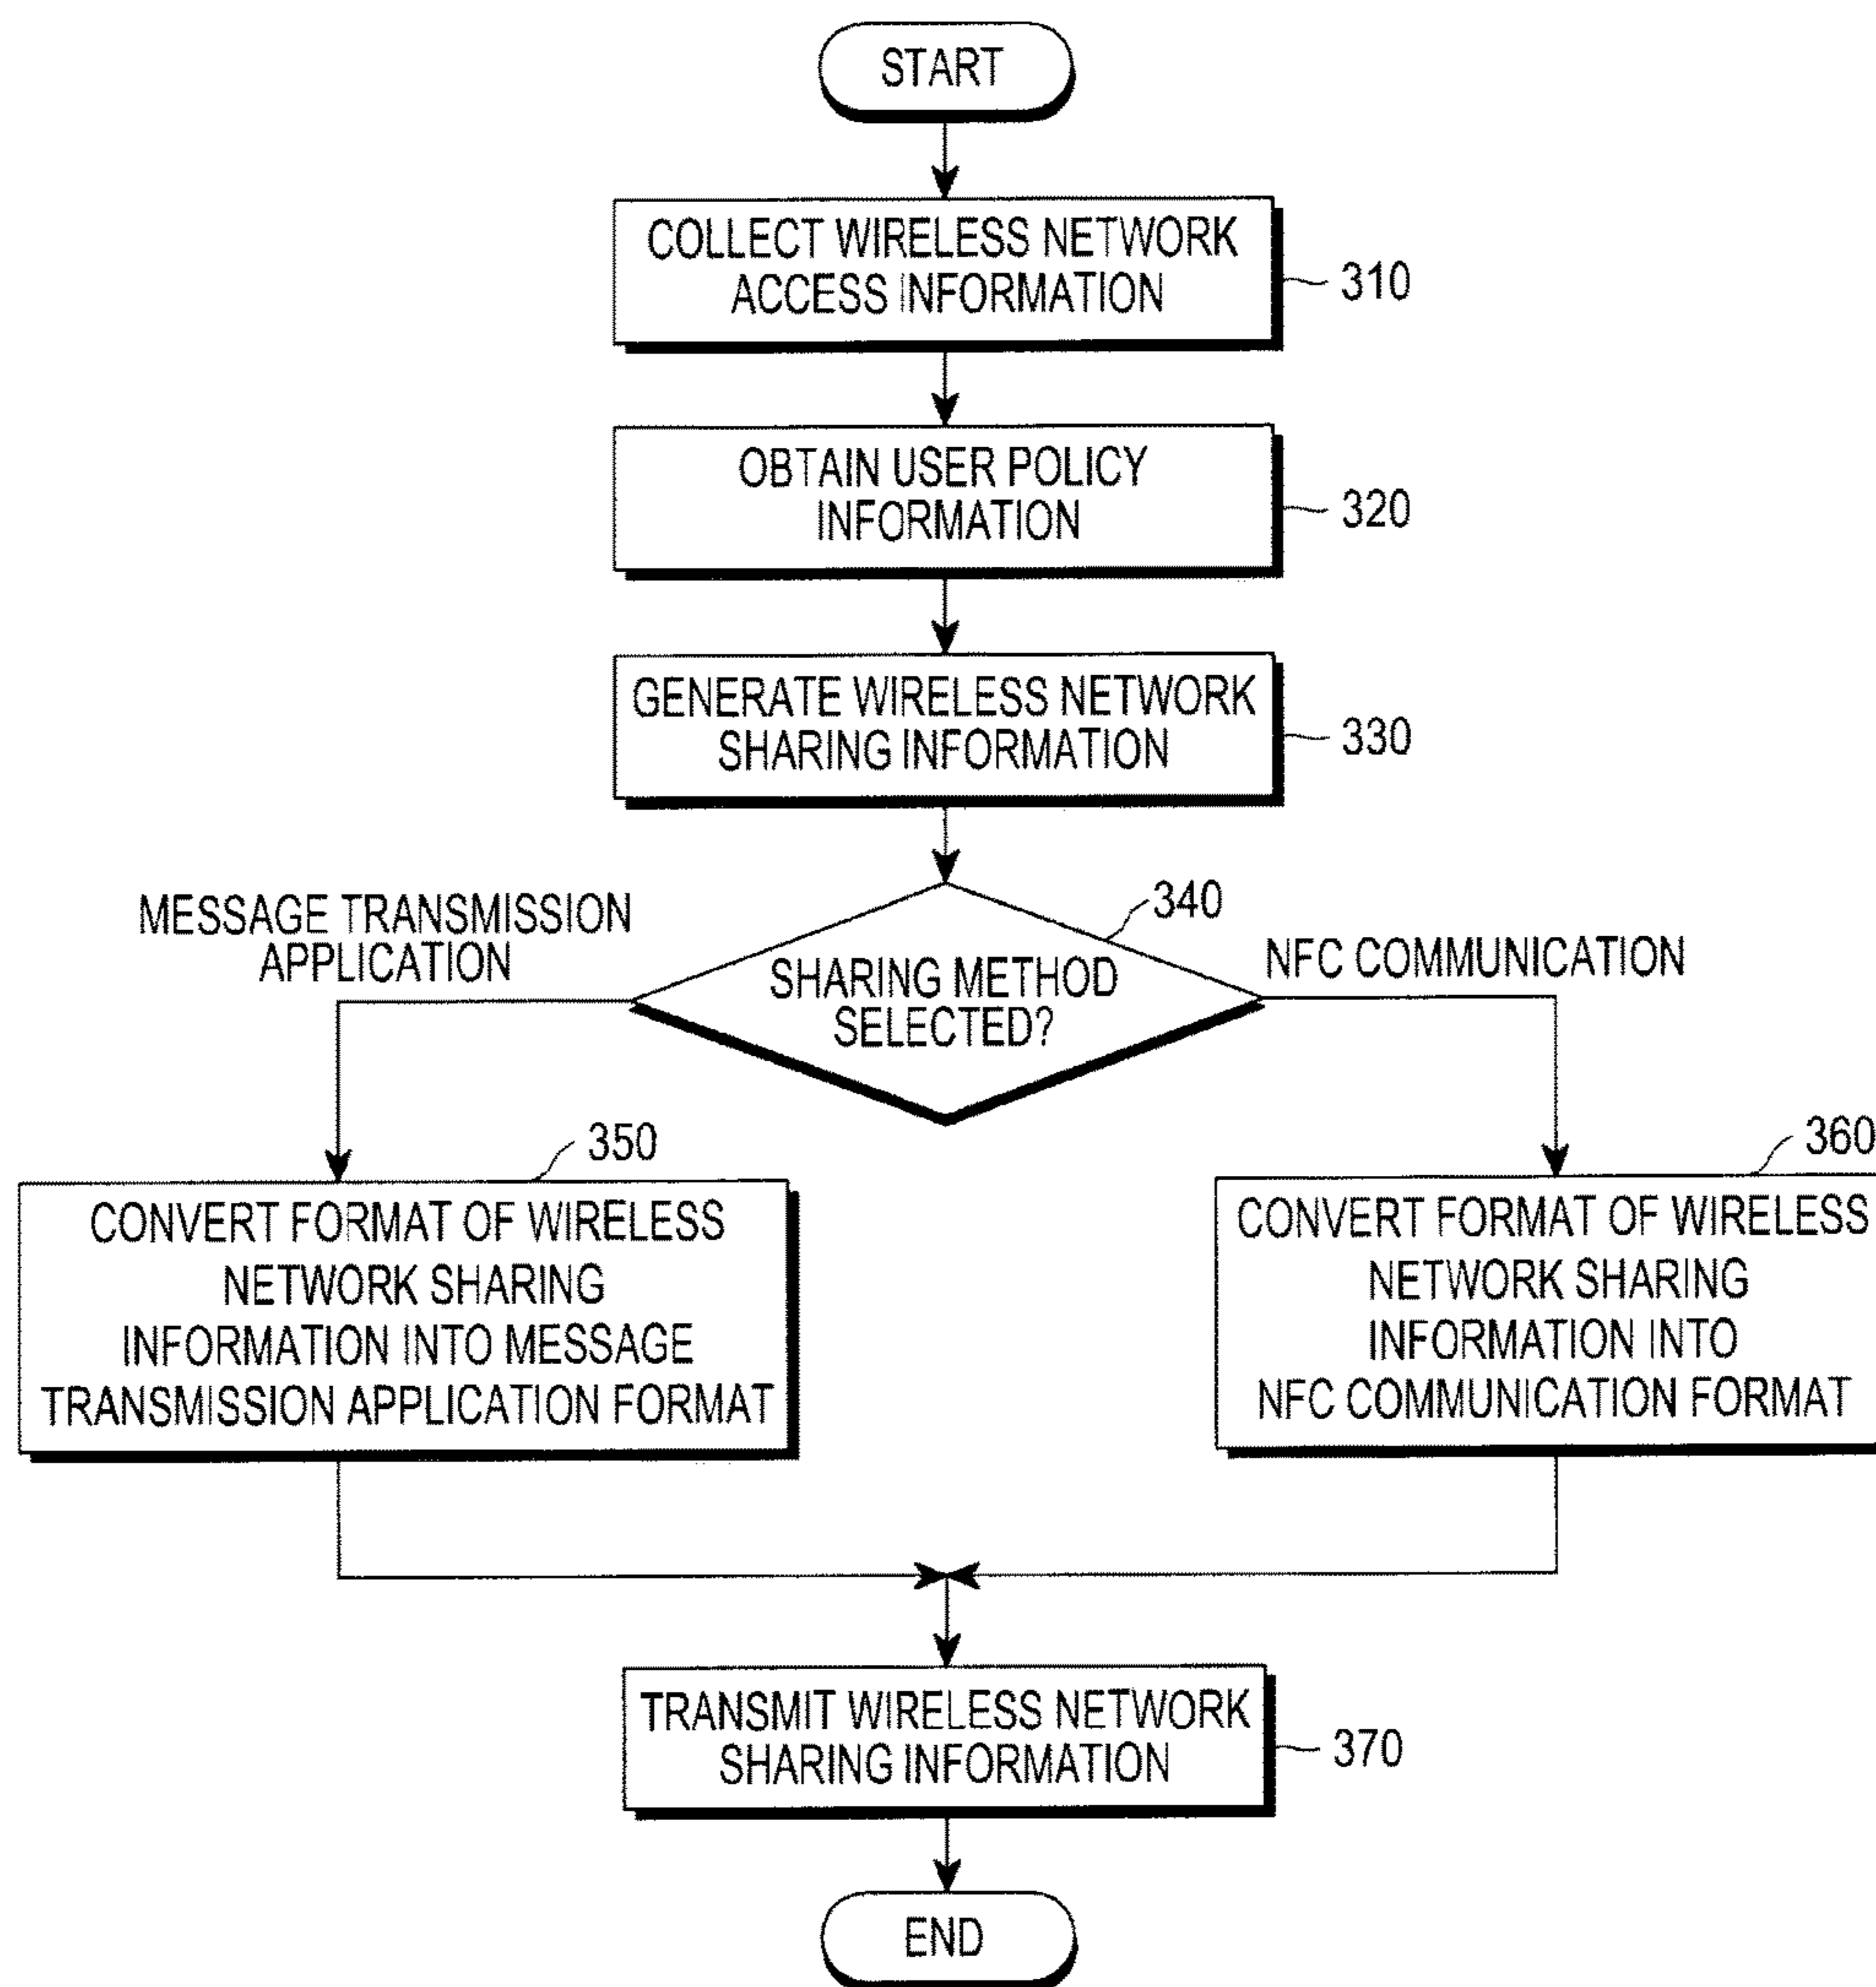 START
COLLECT WIRELESS NETWORK
ACCESS INFORMATION
310
OBTAIN USER POLICY
INFORMATION
320
GENERATE WIRELESS NETWORK
SHARING INFORMATION
330
MESSAGE TRANSMISSION
APPLICATION
340
SHARING METHOD
SELECTED?
NFC COMMUNICATION
350
CONVERT FORMAT OF WIRELESS
NETWORK SHARING
INFORMATION INTO MESSAGE
TRANSMISSION APPLICATION FORMAT
360
CONVERT FORMAT OF WIRELESS
NETWORK SHARING
INFORMATION INTO
NFC COMMUNICATION FORMAT
TRANSMIT WIRELESS NETWORK
SHARING INFORMATION
370
END